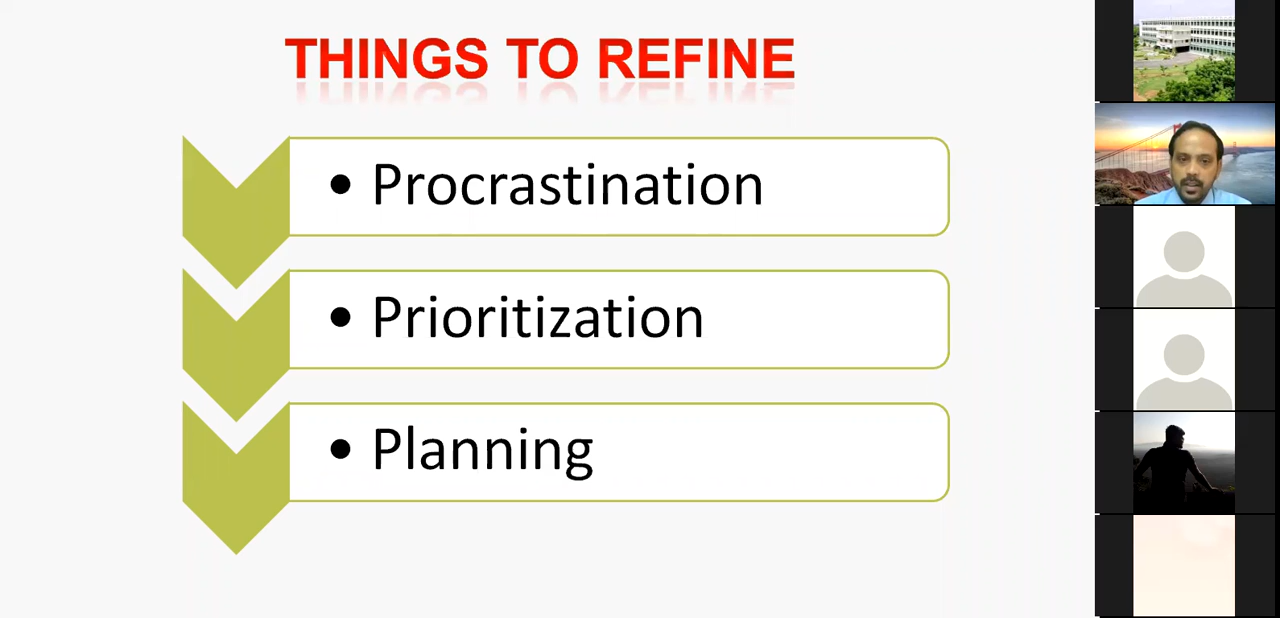 THINGS TO REFINE
• Procrastination
• Prioritization
• Planning